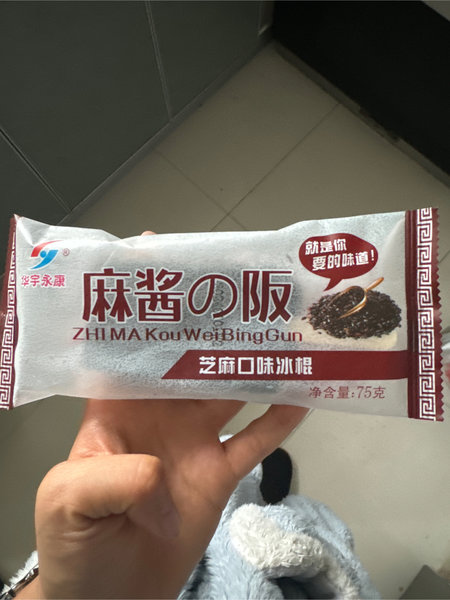 华宇永康
®
就是你
要的味道!
麻酱の阪
ZHI MA Kou Wei Bing Gun
芝麻口味冰棍
净含量:75克